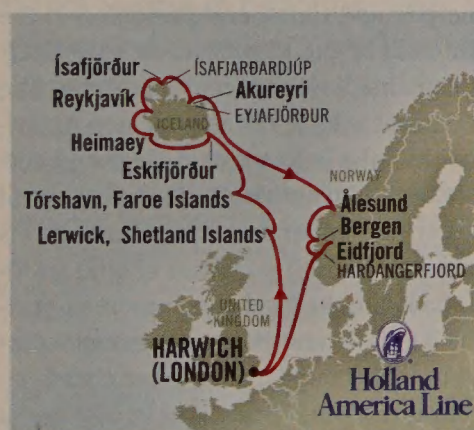 Ísafjörður
ÍSAFJARÐARDJÚP
Reykjavík
Akureyri
EYJAFJÖRÐUR
ICELAND
Heimaey
Eskifjörður
NORWAY
Tórshavn, Faroe Islands
Ålesund
Bergen
Lerwick, Shetland Islands
Eidfjord
HARDANGERFJORD
UNITED
KINGDOM
HARWICH
(LONDON)
Holland
America Line